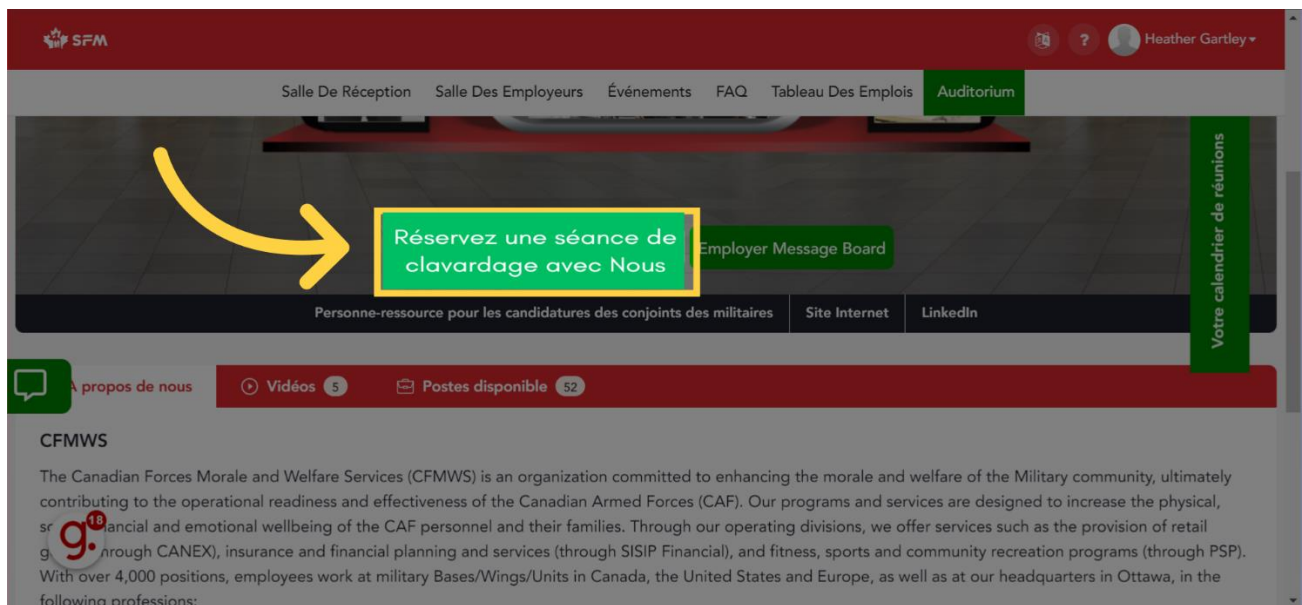 SFM
? Heather Gartley
Salle De Réception Salle Des Employeurs Événements FAQ Tableau Des Emplois Auditorium
Votre calendrier de réunions
Réservez une séance de
clavardage avec Nous
Employer Message Board
Personne-ressource pour les candidatures des conjoints des militaires Site Internet LinkedIn
propos de nous Vidéos 5 Postes disponible 52
CFMWS
The Canadian Forces Morale and Welfare Services (CFMWS) is an organization committed to enhancing the morale and welfare of the Military community, ultimately
contributing to the operational readiness and effectiveness of the Canadian Armed Forces (CAF). Our programs and services are designed to increase the physical,
and emotional wellbeing of the CAF personnel and their families. Through our operating divisions, we offer services such as the provision of retail
g. 18
CANEX), insurance and financial planning and services (through SISIP Financial), and fitness, sports and community recreation programs (through PSP).
With over 4,000 positions, employees work at military Bases/Wings/Units in Canada, the United States and Europe, as well as at our headquarters in Ottawa, in the
following professions: